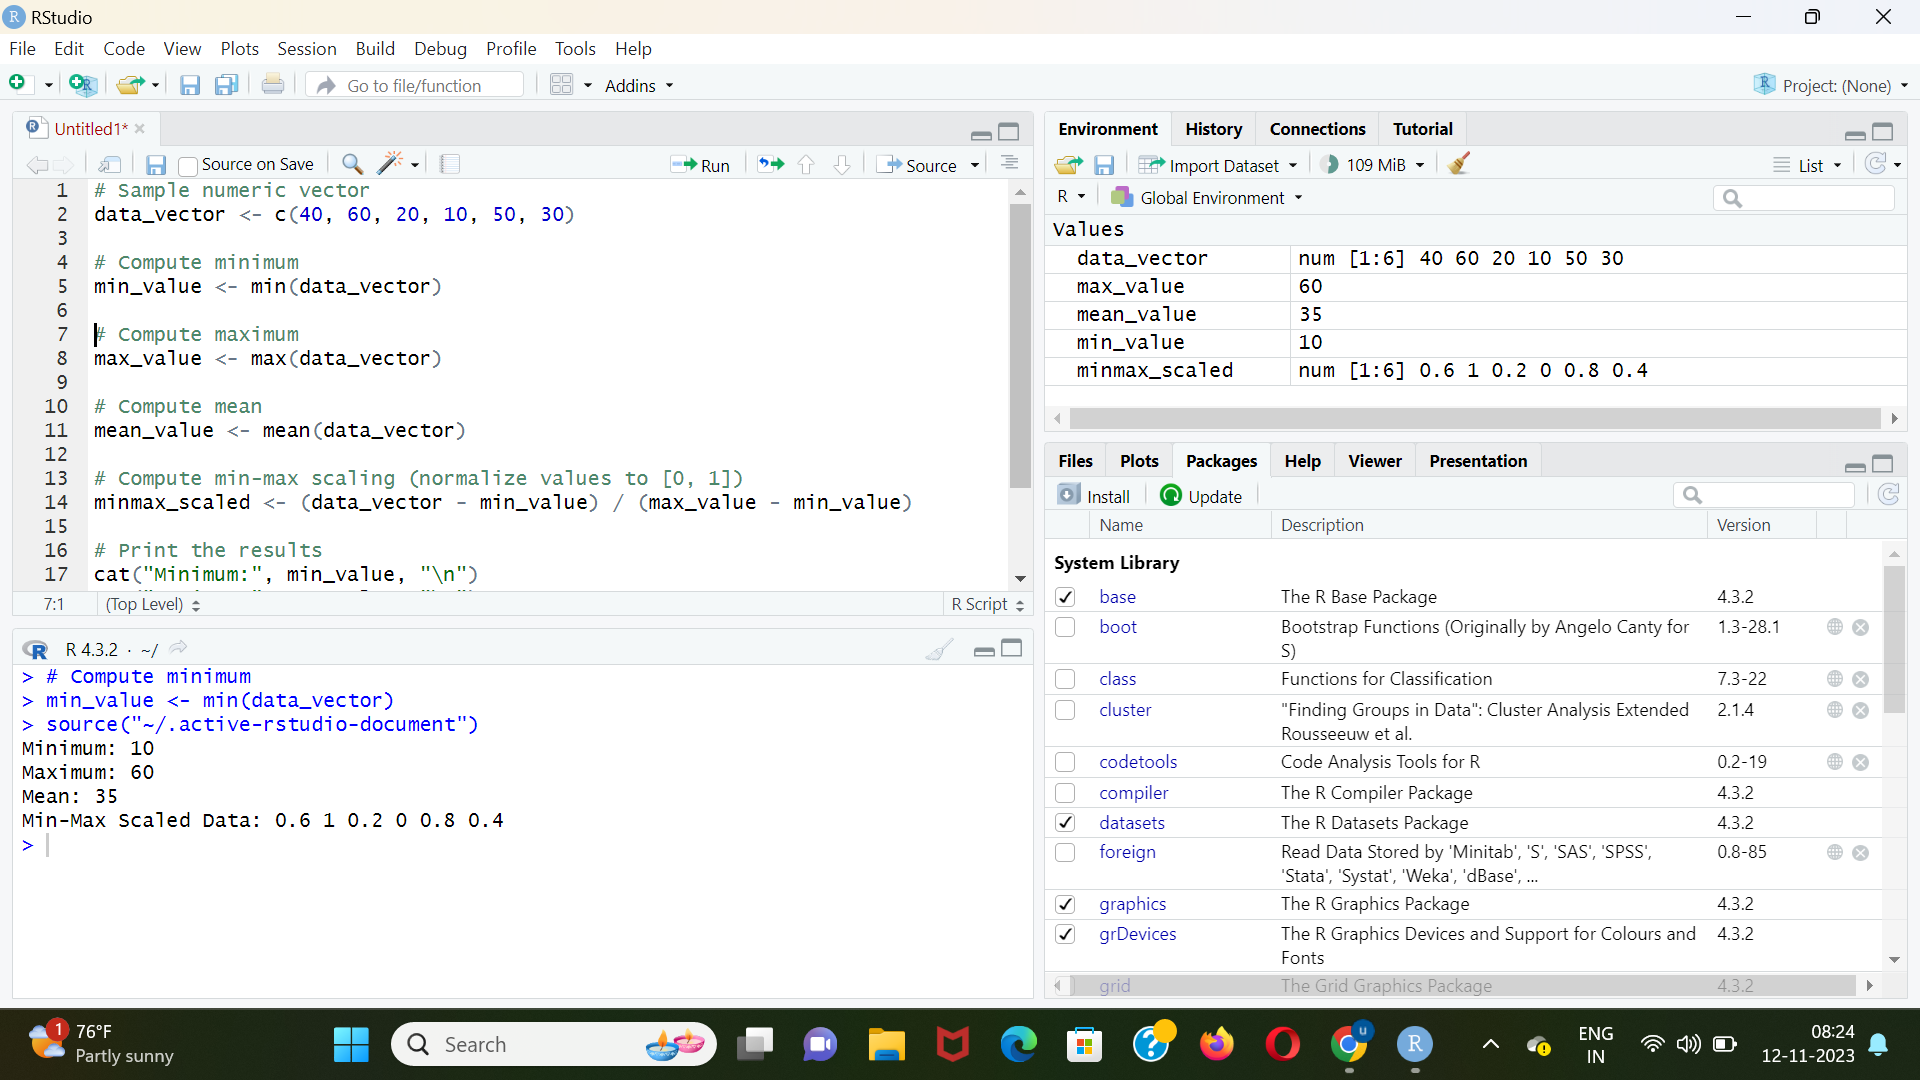 RStudio
File Edit Code View Plots Session Build Debug Profile Tools Help
Go to file/function Addins Project: (None)
Untitled1*
Source on Save Run Source
1 # Sample numeric vector
2 data_vector <- c(40, 60, 20, 10, 50, 30)
3
4 # Compute minimum
5 min_value <- min(data_vector)
6
7 # Compute maximum
8 max_value <- max(data_vector)
9
10 # Compute mean
11 mean_value <- mean(data_vector)
12
13 # Compute min-max scaling (normalize values to [0, 1])
14 minmax_scaled <- (data_vector - min_value) / (max_value - min_value)
15
16 # Print the results
17 cat("Minimum:", min_value, "\n")
7:1 (Top Level) R Script
R 4.3.2 · ~/
> # Compute minimum
> min_value <- min(data_vector)
> source("~/.active-rstudio-document")
Minimum: 10
Maximum: 60
Mean: 35
Min-Max Scaled Data: 0.6 1 0.2 0 0.8 0.4
>
Environment History Connections Tutorial
Import Dataset 109 MiB List
R Global Environment
Values
data_vector num [1:6] 40 60 20 10 50 30
max_value 60
mean_value 35
min_value 10
minmax_scaled num [1:6] 0.6 1 0.2 0 0.8 0.4
Files Plots Packages Help Viewer Presentation
Install Update
Name Description Version
System Library
base The R Base Package 4.3.2
boot Bootstrap Functions (Originally by Angelo Canty for 1.3-28.1
S)
class Functions for Classification 7.3-22
cluster "Finding Groups in Data": Cluster Analysis Extended 2.1.4
Rousseeuw et al.
codetools Code Analysis Tools for R 0.2-19
compiler The R Compiler Package 4.3.2
datasets The R Datasets Package 4.3.2
foreign Read Data Stored by 'Minitab', 'S', 'SAS', 'SPSS', 0.8-85
'Stata', 'Systat', 'Weka', 'dBase', ...
graphics The R Graphics Package 4.3.2
grDevices The R Graphics Devices and Support for Colours and 4.3.2
Fonts
grid The Grid Graphics Package 4.3.2
1 76°F
Partly sunny
Search
ENG
IN
08:24
12-11-2023